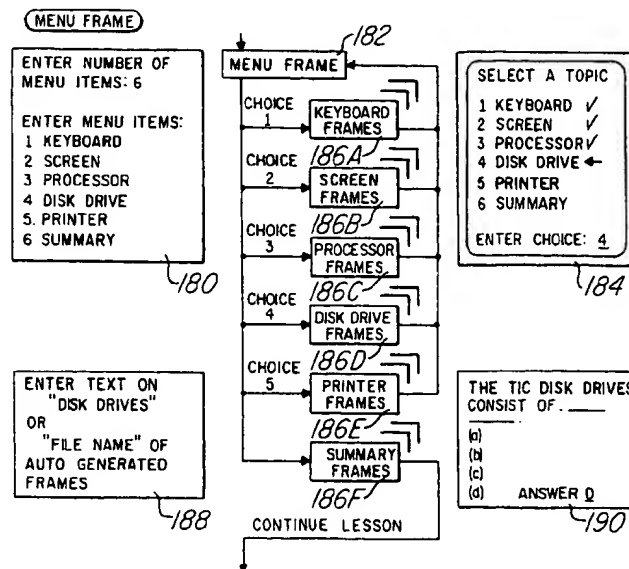 MENU FRAME
ENTER NUMBER OF
MENU ITEMS: 6
ENTER MENU ITEMS:
1 KEYBOARD
2 SCREEN
3 PROCESSOR
4 DISK DRIVE
5. PRINTER
6 SUMMARY
180
182
MENU FRAME
CHOICE
1
KEYBOARD
FRAMES
186A
CHOICE
2
SCREEN
FRAMES
186B
CHOICE
3
PROCESSOR
FRAMES
186C
CHOICE
4
DISK DRIVE
FRAMES
186D
CHOICE
5
PRINTER
FRAMES
186E
SUMMARY
FRAMES
186F
CONTINUE LESSON
SELECT A TOPIC
1 KEYBOARD ✓
2 SCREEN ✓
3 PROCESSOR ✓
4 DISK DRIVE ←
5 PRINTER
6 SUMMARY
ENTER CHOICE: 4
184
ENTER TEXT ON
"DISK DRIVES"
OR
"FILE NAME" OF
AUTO GENERATED
FRAMES
188
THE TIC DISK DRIVES
CONSIST OF . ____
____.
(a)
(b)
(c)
(d) ANSWER D
190